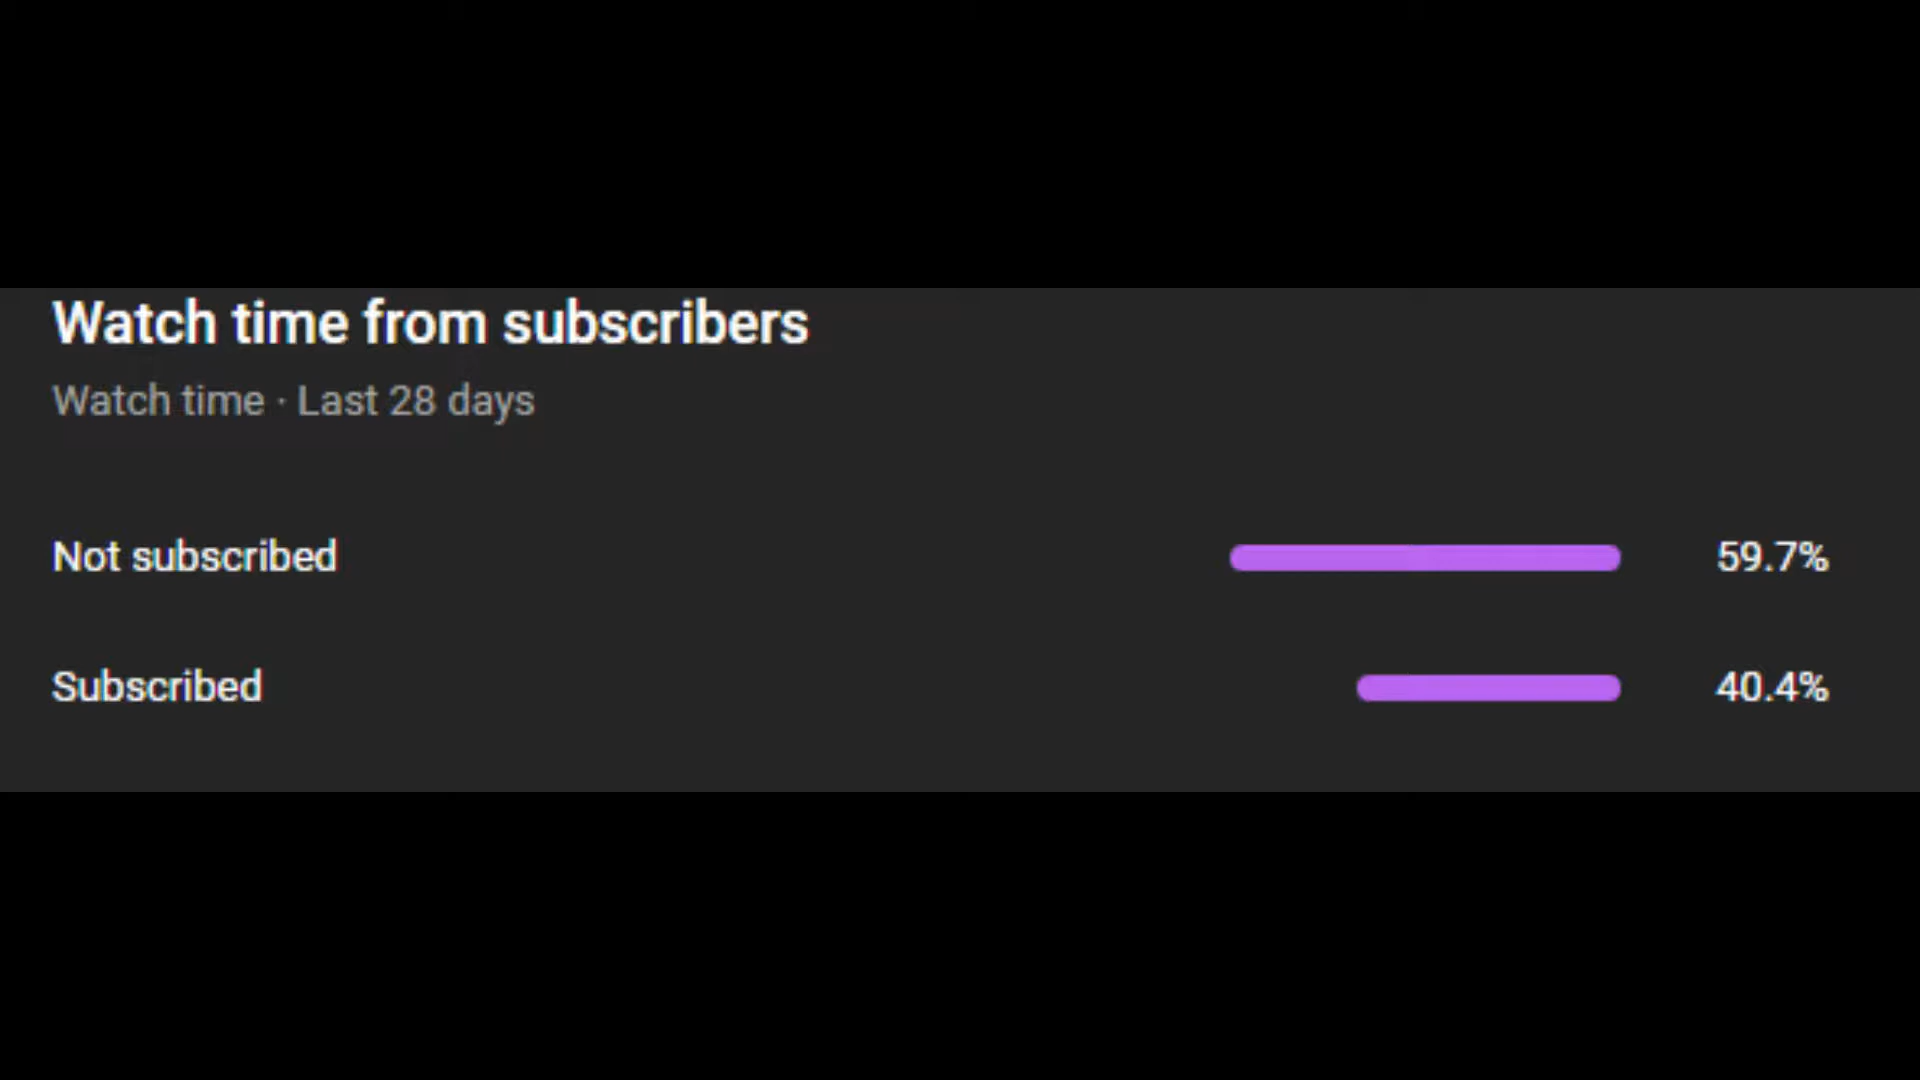 Watch time from subscribers
Watch time · Last 28 days
Not subscribed 59.7%
Subscribed 40.4%